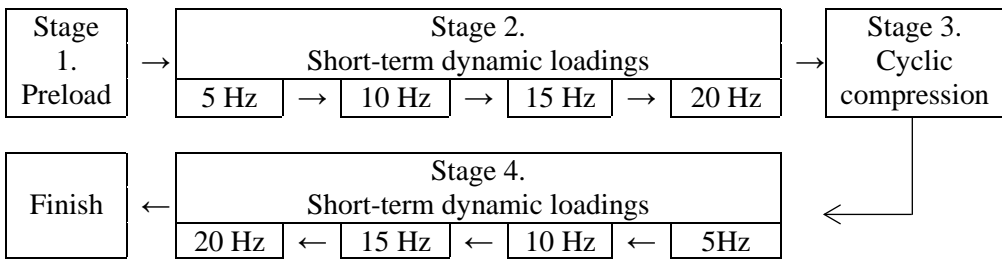 Stage
1.
Preload
→
Stage 2.
Short-term dynamic loadings
5 Hz → 10 Hz → 15 Hz → 20 Hz
→
Stage 3.
Cyclic
compression
Finish
←
Stage 4.
Short-term dynamic loadings
20 Hz ← 15 Hz ← 10 Hz ← 5Hz